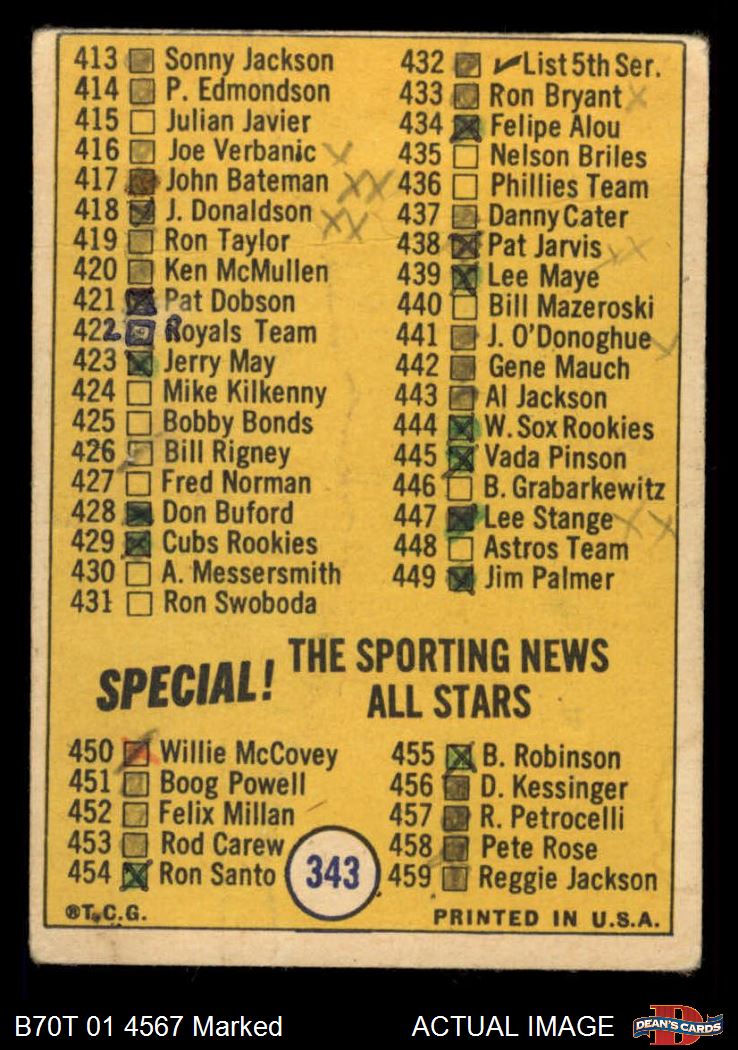 413 Sonny Jackson
414 P. Edmondson
415 Julian Javier
416 Joe Verbanic
417 John Bateman
418 J. Donaldson
419 Ron Taylor
420 Ken McMullen
421 Pat Dobson
422 Royals Team
423 Jerry May
424 Mike Kilkenny
425 Bobby Bonds
426 Bill Rigney
427 Fred Norman
428 Don Buford
429 Cubs Rookies
430 A. Messersmith
431 Ron Swoboda
432 ✓List 5th Ser.
433 Ron Bryant
434 Felipe Alou
435 Nelson Briles
436 Phillies Team
437 Danny Cater
438 Pat Jarvis
439 Lee Maye
440 Bill Mazeroski
441 J. O'Donoghue
442 Gene Mauch
443 Al Jackson
444 W. Sox Rookies
445 Vada Pinson
446 B. Grabarkewitz
447 Lee Stange
448 Astros Team
449 Jim Palmer
SPECIAL! THE SPORTING NEWS
ALL STARS
450 Willie McCovey
451 Boog Powell
452 Felix Millan
453 Rod Carew
454 Ron Santo
455 B. Robinson
456 D. Kessinger
457 R. Petrocelli
458 Pete Rose
459 Reggie Jackson
343
®T.C.G.
PRINTED IN U.S.A.
B70T 01 4567 Marked
ACTUAL IMAGE
D
DEAN'S CARDS